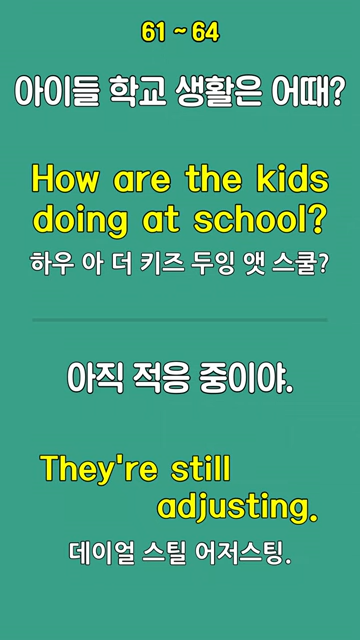 61 ~ 64
아이들 학교 생활은 어때?
How are the kids
doing at school?
하우 아 더 키즈 두잉 앳 스쿨?
아직 적응 중이야.
They're still
adjusting.
데이얼 스틸 어저스팅.